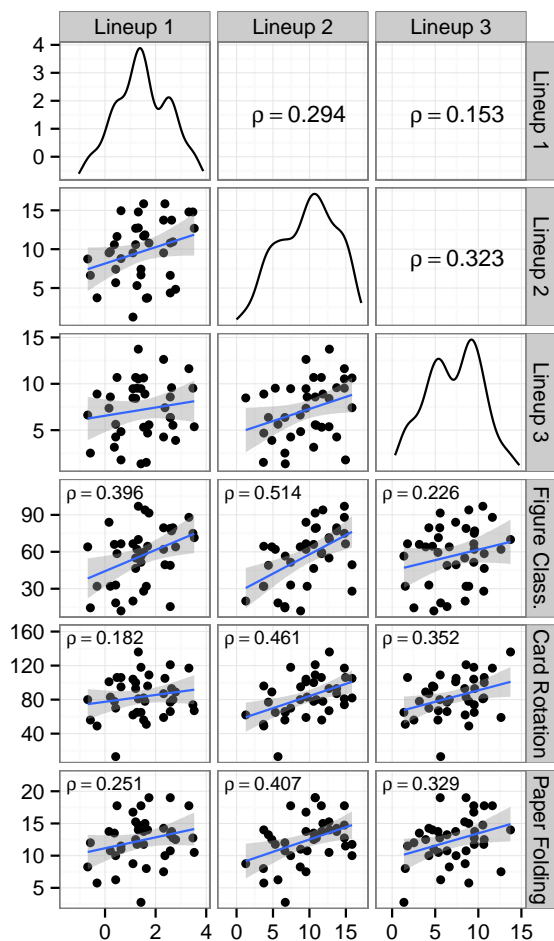 Lineup 1 Lineup 2 Lineup 3
4
3
2
1
0
ρ = 0.294
ρ = 0.153
Lineup 1
15
10
5
ρ = 0.323
Lineup 2
15
10
5
Lineup 3
90
60
30
ρ = 0.396
ρ = 0.514
ρ = 0.226
Figure Class.
160
120
80
40
ρ = 0.182
ρ = 0.461
ρ = 0.352
Card Rotation
20
15
10
5
ρ = 0.251
ρ = 0.407
ρ = 0.329
Paper Folding
0 2 4 0 5 10 15 0 5 10 15